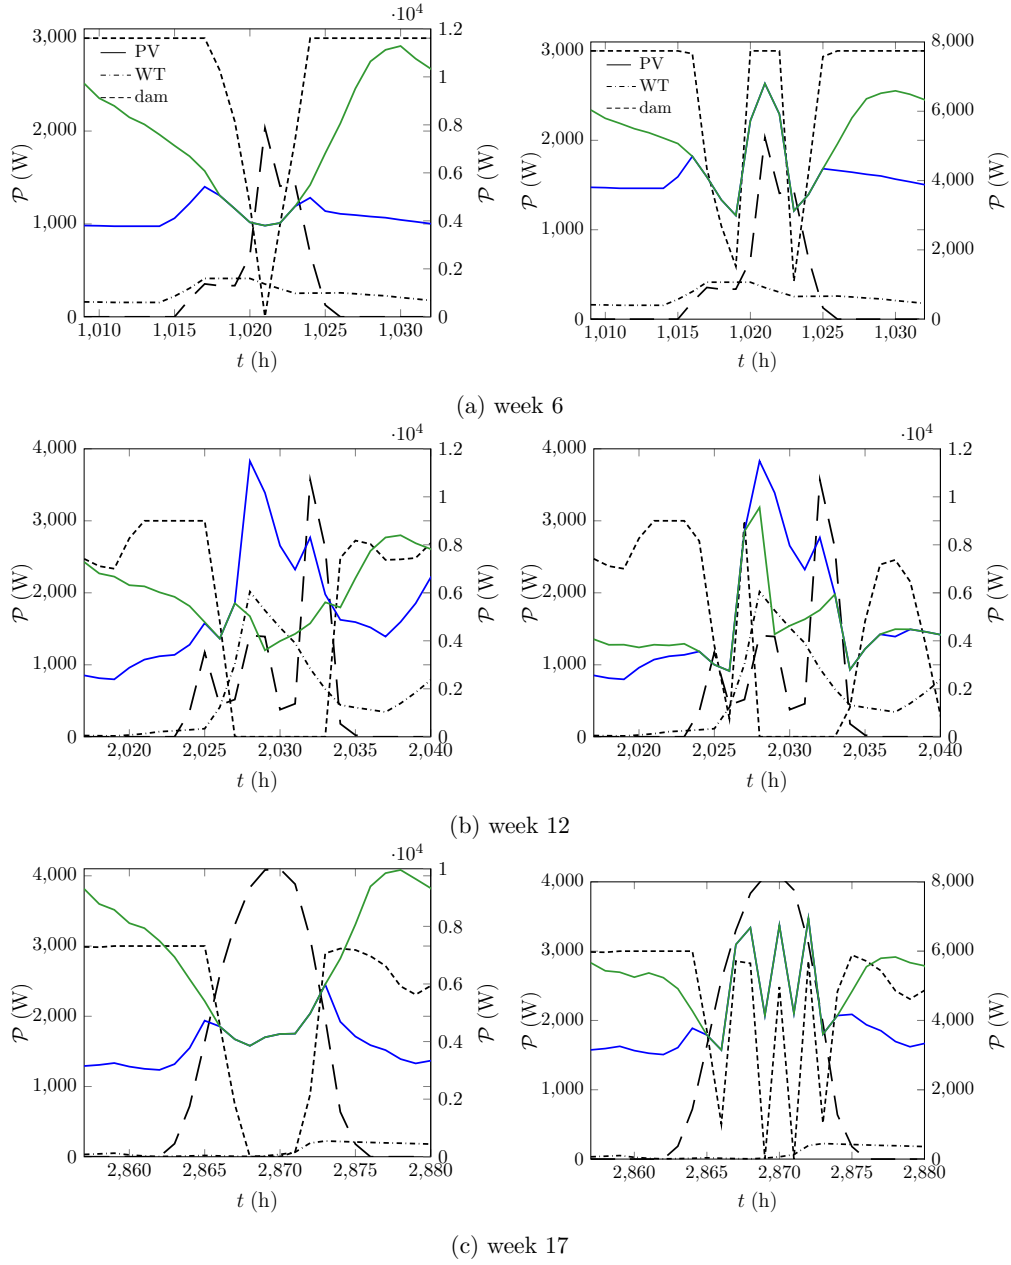 ·10⁴
3,000
2,000
1,000
0
PV
WT
dam
1.2
1
0.8
0.6
0.4
0.2
0
𝒫 (W)
𝒫 (W)
1,010 1,015 1,020 1,025 1,030
t (h)
3,000
2,000
1,000
0
PV
WT
dam
8,000
6,000
4,000
2,000
0
𝒫 (W)
𝒫 (W)
1,010 1,015 1,020 1,025 1,030
t (h)
(a) week 6
·10⁴
4,000
3,000
2,000
1,000
0
1.2
1
0.8
0.6
0.4
0.2
0
𝒫 (W)
𝒫 (W)
2,020 2,025 2,030 2,035 2,040
t (h)
·10⁴
4,000
3,000
2,000
1,000
0
1.2
1
0.8
0.6
0.4
0.2
0
𝒫 (W)
𝒫 (W)
2,020 2,025 2,030 2,035 2,040
t (h)
(b) week 12
·10⁴
4,000
3,000
2,000
1,000
0
1
0.8
0.6
0.4
0.2
0
𝒫 (W)
𝒫 (W)
2,860 2,865 2,870 2,875 2,880
t (h)
4,000
3,000
2,000
1,000
0
8,000
6,000
4,000
2,000
0
𝒫 (W)
𝒫 (W)
2,860 2,865 2,870 2,875 2,880
t (h)
(c) week 17